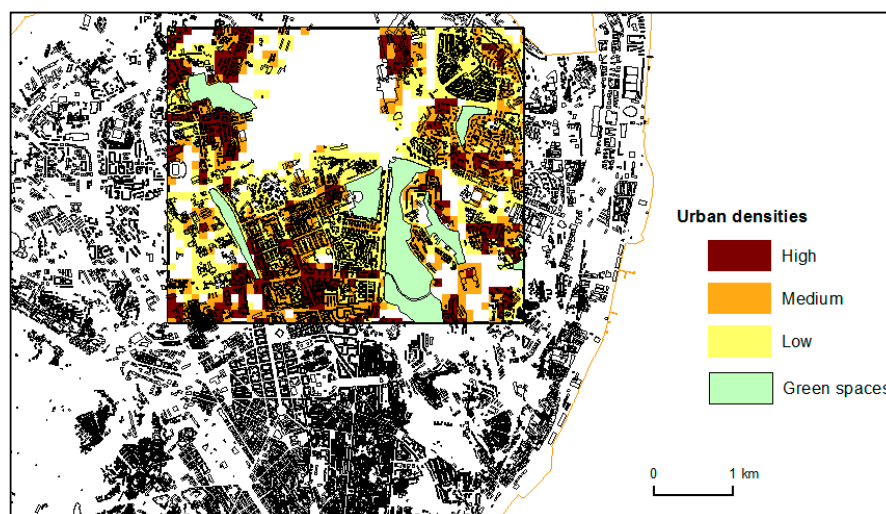 Urban densities
High
Medium
Low
Green spaces
0 1 km